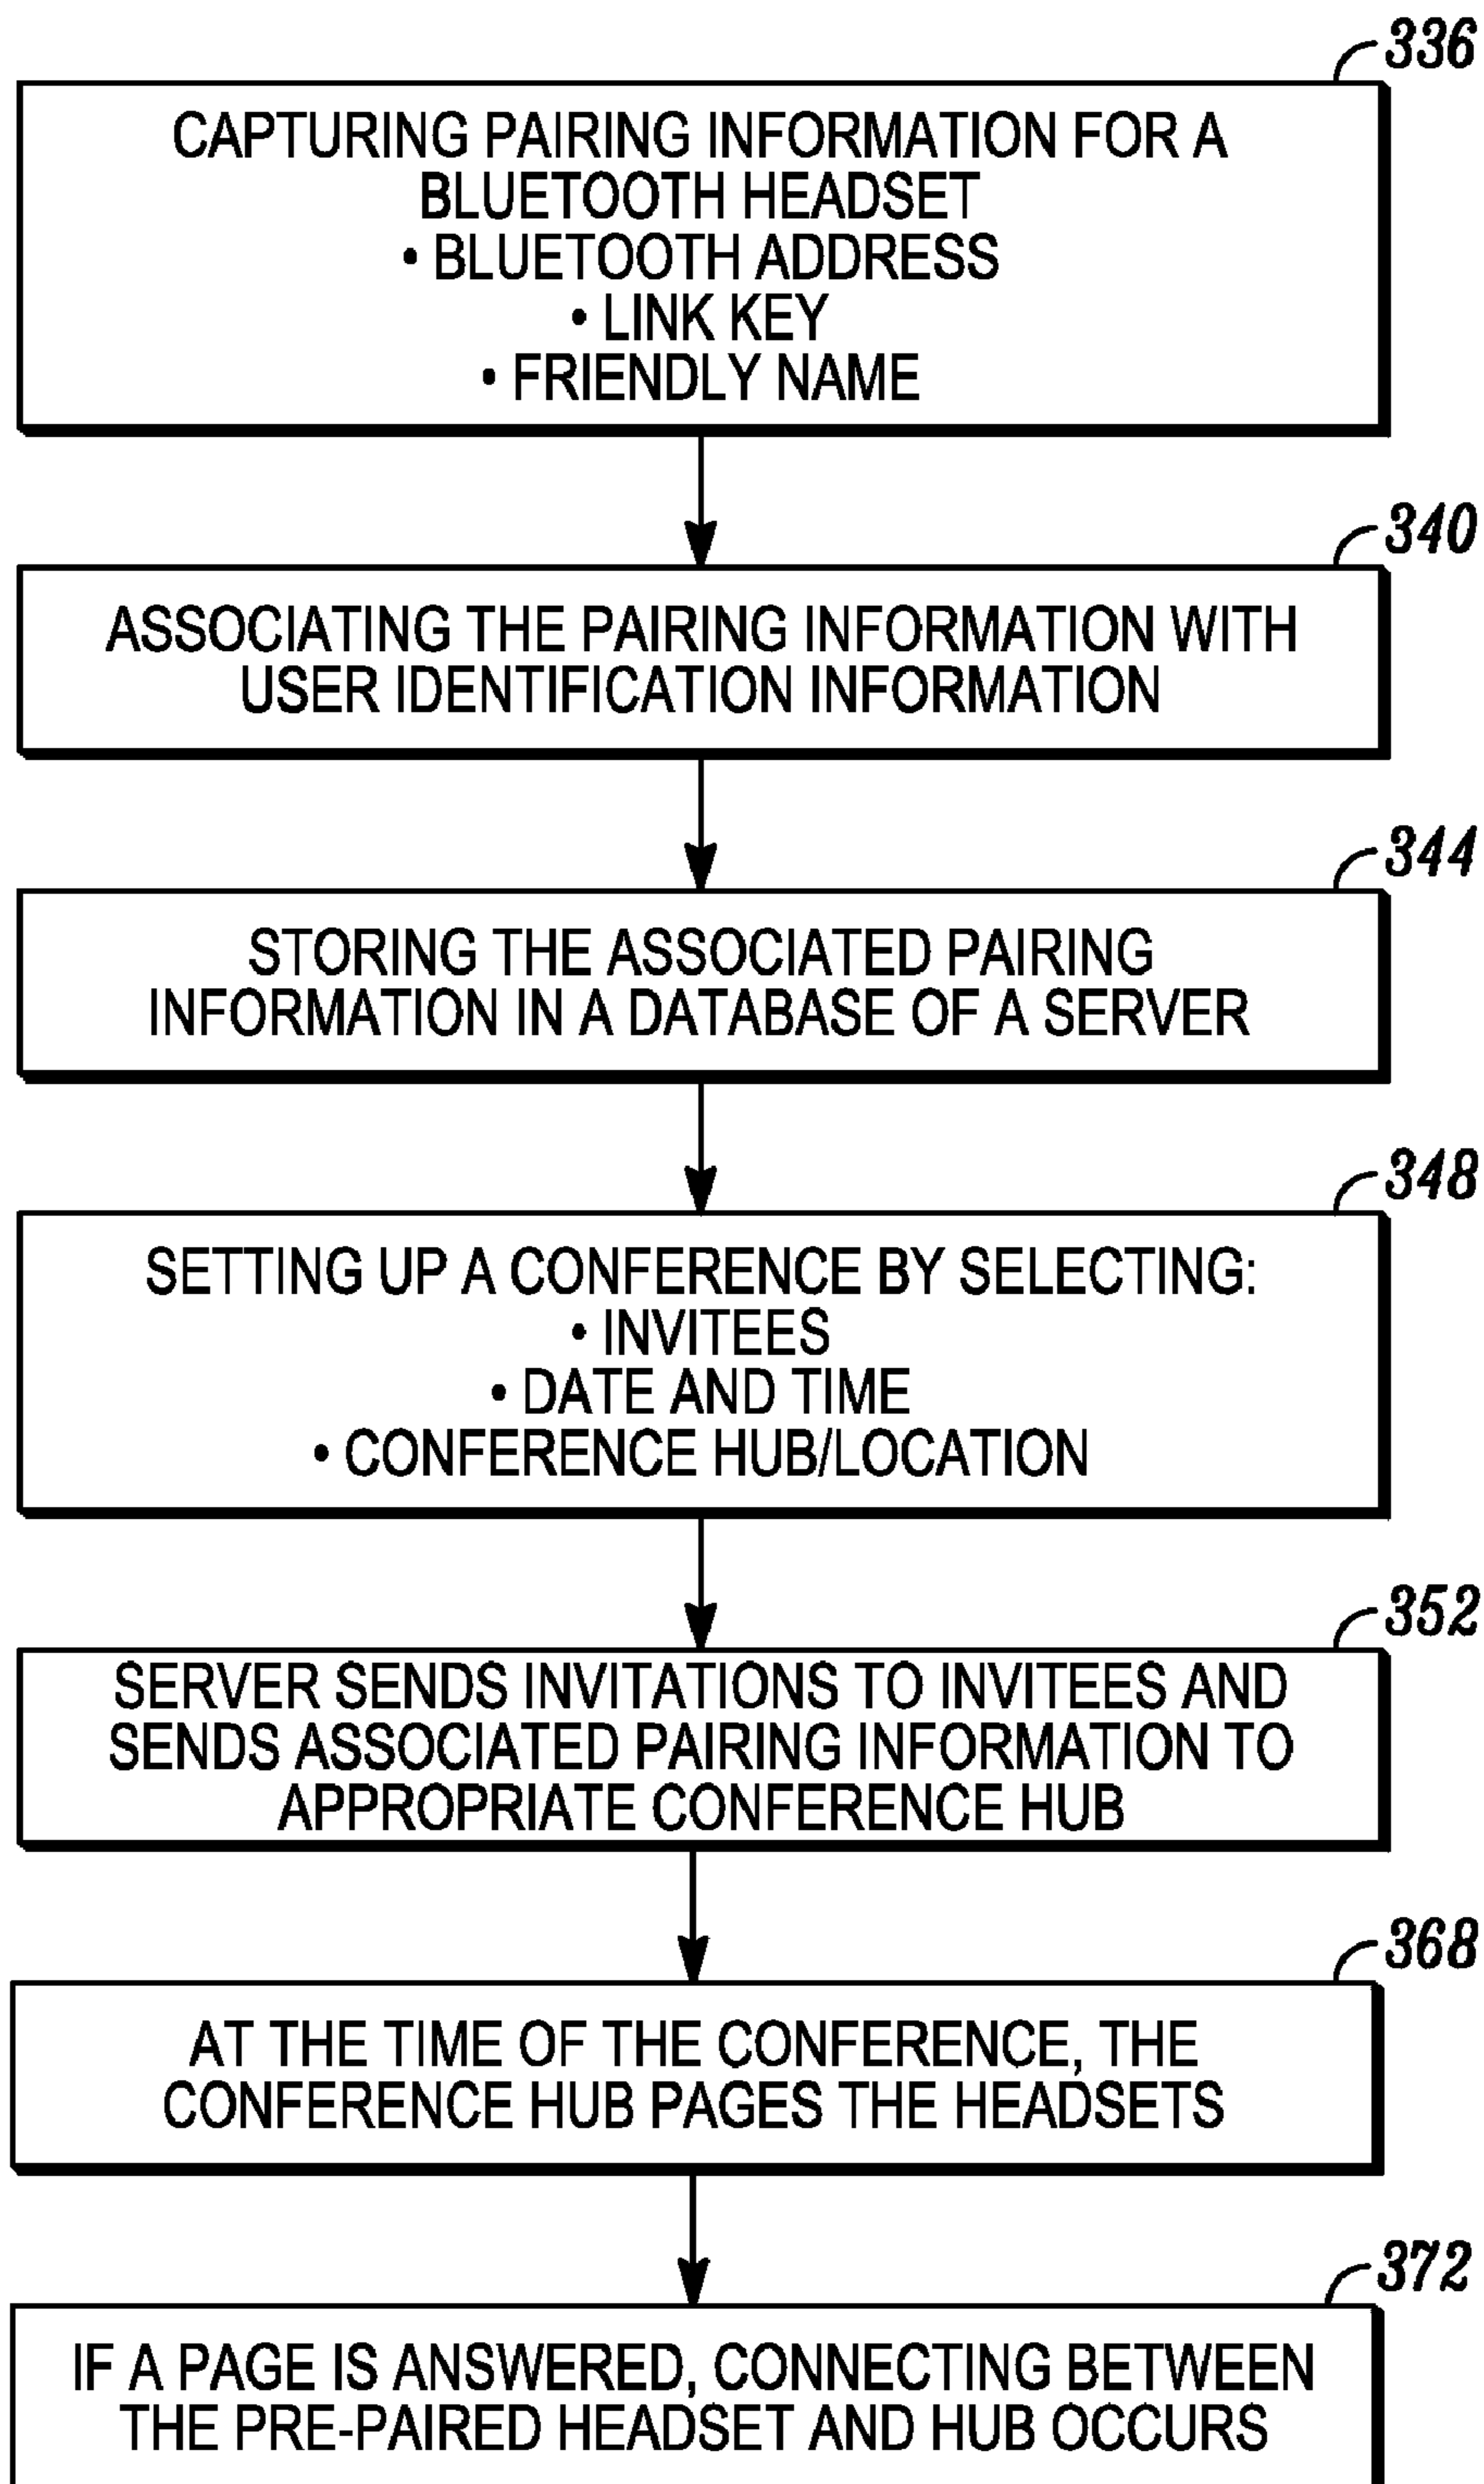 336
CAPTURING PAIRING INFORMATION FOR A
BLUETOOTH HEADSET
• BLUETOOTH ADDRESS
• LINK KEY
• FRIENDLY NAME
340
ASSOCIATING THE PAIRING INFORMATION WITH
USER IDENTIFICATION INFORMATION
344
STORING THE ASSOCIATED PAIRING
INFORMATION IN A DATABASE OF A SERVER
348
SETTING UP A CONFERENCE BY SELECTING:
• INVITEES
• DATE AND TIME
• CONFERENCE HUB/LOCATION
352
SERVER SENDS INVITATIONS TO INVITEES AND
SENDS ASSOCIATED PAIRING INFORMATION TO
APPROPRIATE CONFERENCE HUB
368
AT THE TIME OF THE CONFERENCE, THE
CONFERENCE HUB PAGES THE HEADSETS
372
IF A PAGE IS ANSWERED, CONNECTING BETWEEN
THE PRE-PAIRED HEADSET AND HUB OCCURS